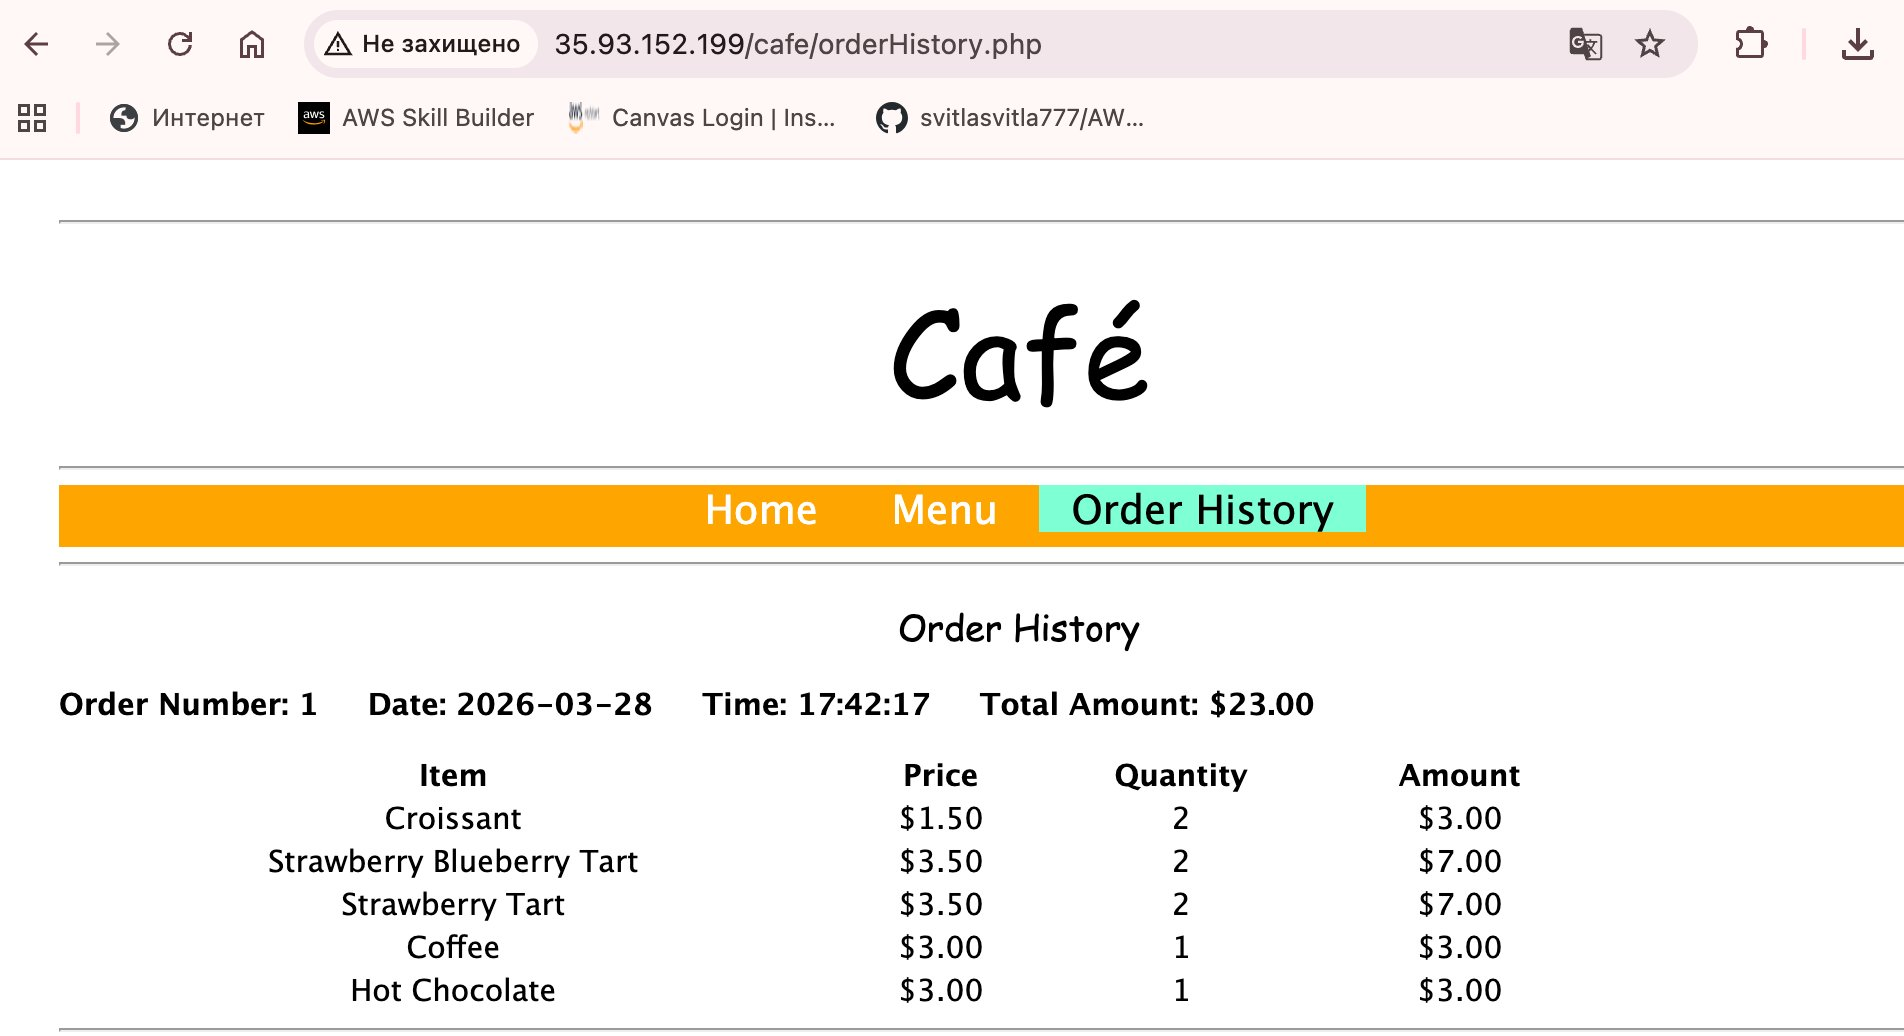 Не защищено 35.93.152.199/cafe/orderHistory.php
Интернет aws AWS Skill Builder Canvas Login | Ins... svitlasvitla777/AW...
Café
Home Menu Order History
Order History
Order Number: 1 Date: 2026-03-28 Time: 17:42:17 Total Amount: $23.00
Item Price Quantity Amount
Croissant $1.50 2 $3.00
Strawberry Blueberry Tart $3.50 2 $7.00
Strawberry Tart $3.50 2 $7.00
Coffee $3.00 1 $3.00
Hot Chocolate $3.00 1 $3.00